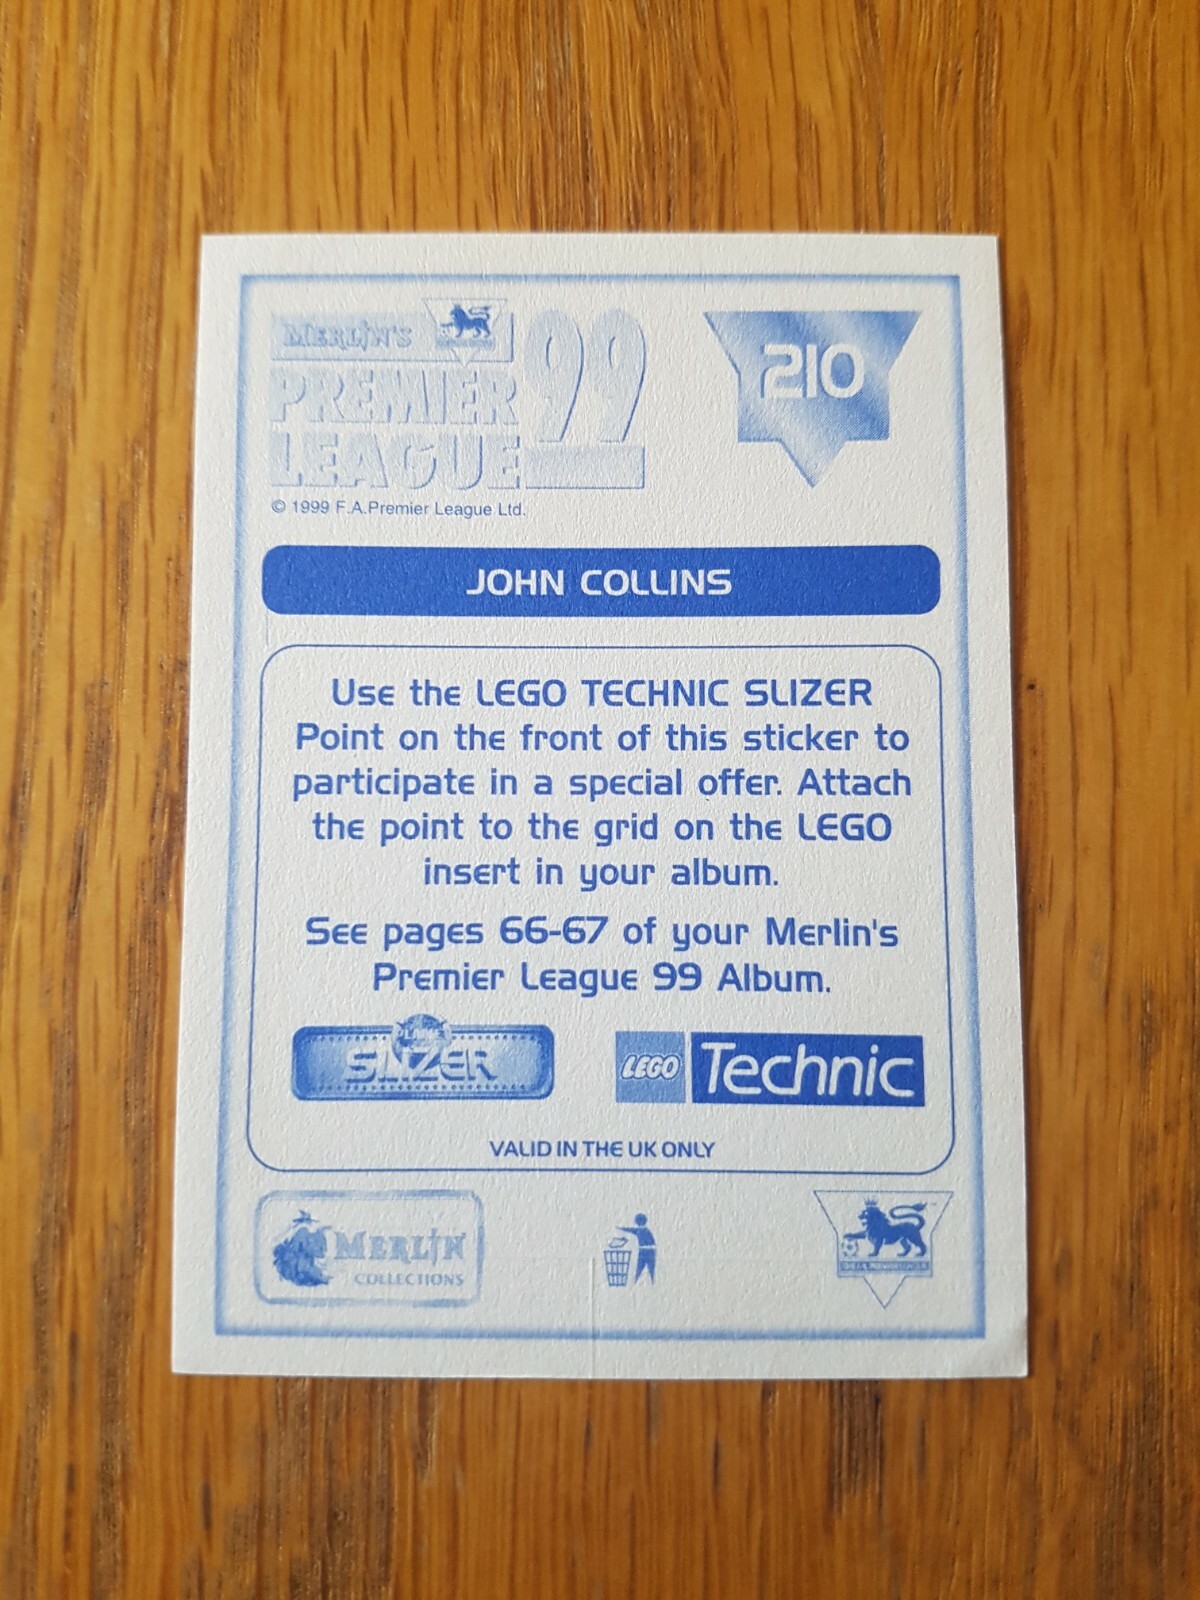 MERLIN'S
PREMIER
LEAGUE
99
© 1999 F.A.Premier League Ltd.
210
JOHN COLLINS
Use the LEGO TECHNIC SLIZER
Point on the front of this sticker to
participate in a special offer. Attach
the point to the grid on the LEGO
insert in your album.
See pages 66-67 of your Merlin's
Premier League 99 Album.
PLANET
SLIZER
LEGO Technic
VALID IN THE UK ONLY
MERLIN
COLLECTIONS